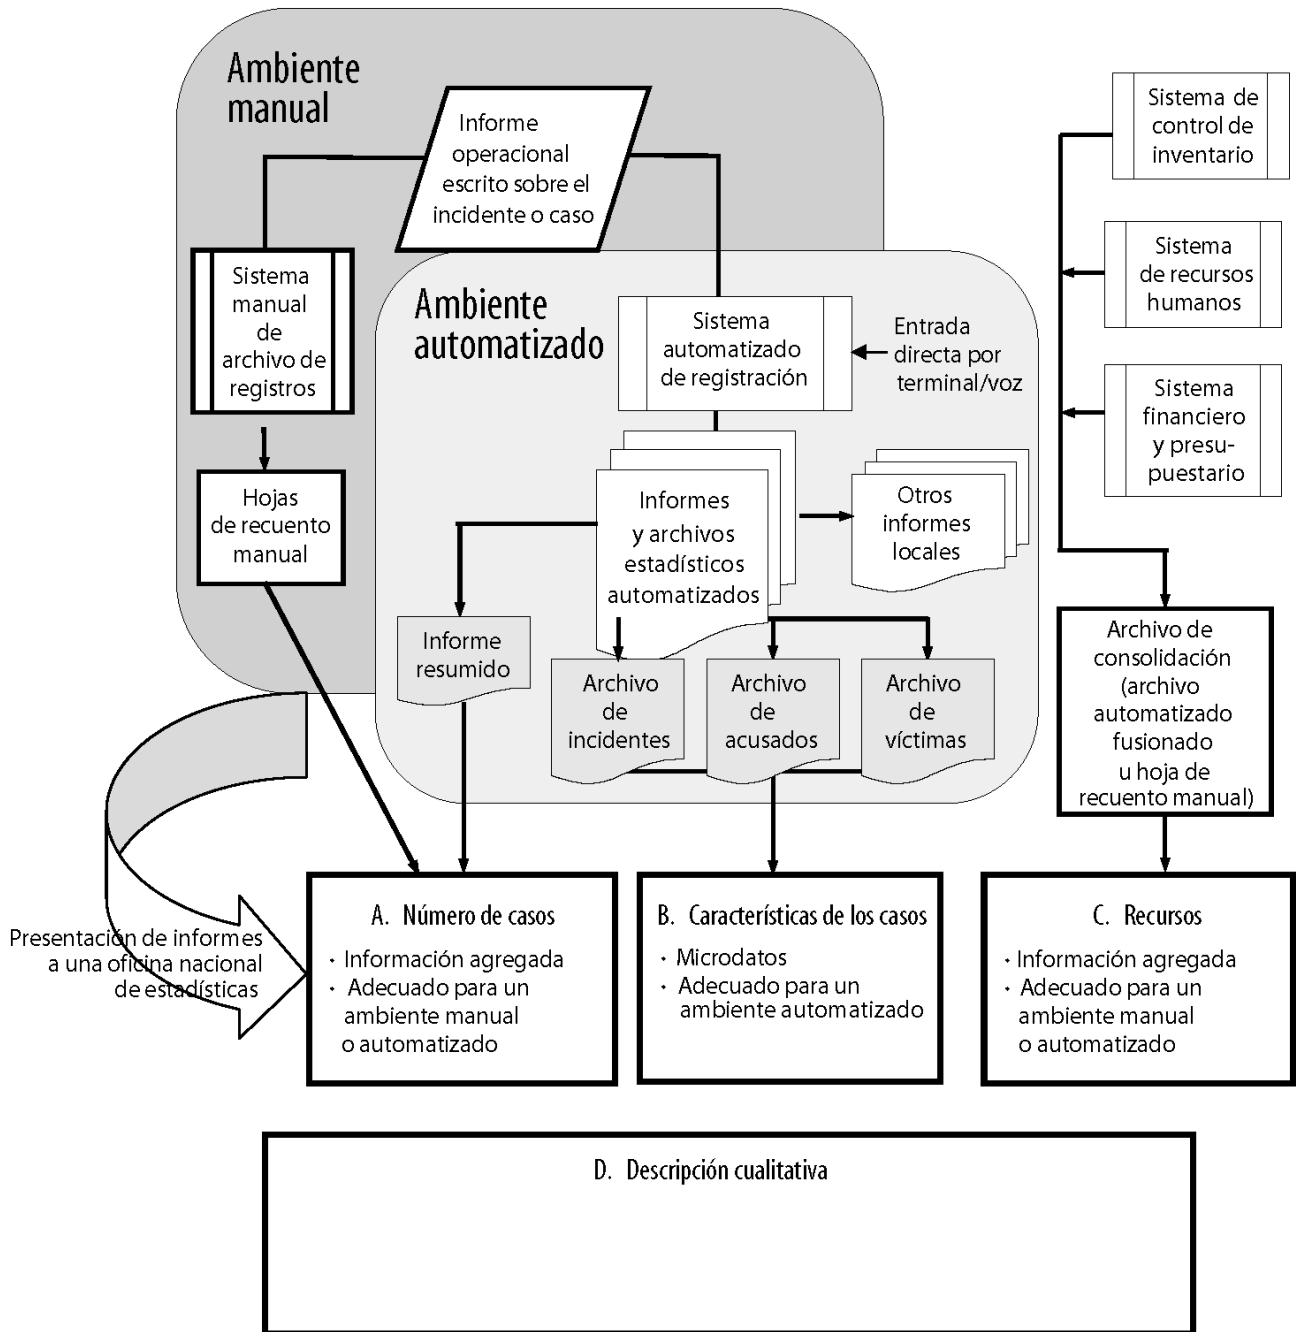 Ambiente
manual
Informe
operacional
escrito sobre el
incidente o caso
Sistema
manual
de
archivo de
registros
Hojas
de recuento
manual
Ambiente
automatizado
Sistema
automatizado
de registración
Entrada
directa por
terminal/voz
Informes
y archivos
estadísticos
automatizados
Otros
informes
locales
Informe
resumido
Archivo
de
incidentes
Archivo
de
acusados
Archivo
de
víctimas
Sistema de
control de
inventario
Sistema
de recursos
humanos
Sistema
financiero
y presu-
puestario
Archivo de
consolidación
(archivo
automatizado
fusionado
u hoja de
recuento manual)
Presentación de informes
a una oficina nacional
de estadísticas
A. Número de casos
· Información agregada
· Adecuado para un
ambiente manual
o automatizado
B. Características de los casos
· Microdatos
· Adecuado para un
ambiente automatizado
C. Recursos
· Información agregada
· Adecuado para un
ambiente manual
o automatizado
D. Descripción cualitativa